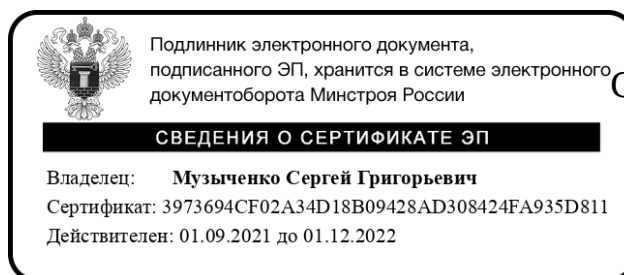 Подлинник электронного документа,
подписанного ЭП, хранится в системе электронного
документооборота Минстроя России
СВЕДЕНИЯ О СЕРТИФИКАТЕ ЭП
Владелец: Музыченко Сергей Григорьевич
Сертификат: 3973694CF02A34D18B09428AD308424FA935D811
Действителен: 01.09.2021 до 01.12.2022